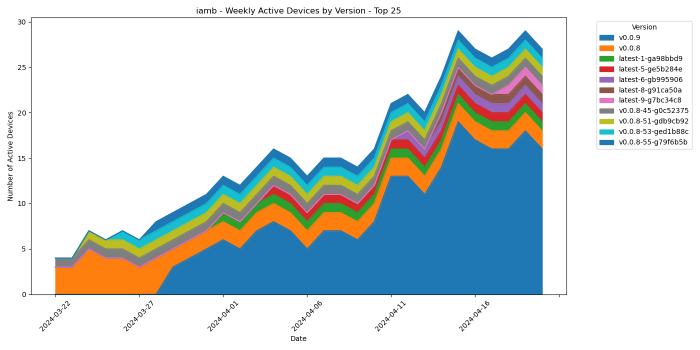 iamb - Weekly Active Devices by Version - Top 25
Number of Active Devices
30
25
20
15
10
5
0
2024-03-22
2024-03-27
2024-04-01
2024-04-06
2024-04-11
2024-04-16
Date
Version
v0.0.9
v0.0.8
latest-1-ga98bbd9
latest-5-ge5b284e
latest-6-gb995906
latest-8-g91ca50a
latest-9-g7bc34c8
v0.0.8-45-g0c52375
v0.0.8-51-gdb9cb92
v0.0.8-53-ged1b88c
v0.0.8-55-g79f6b5b